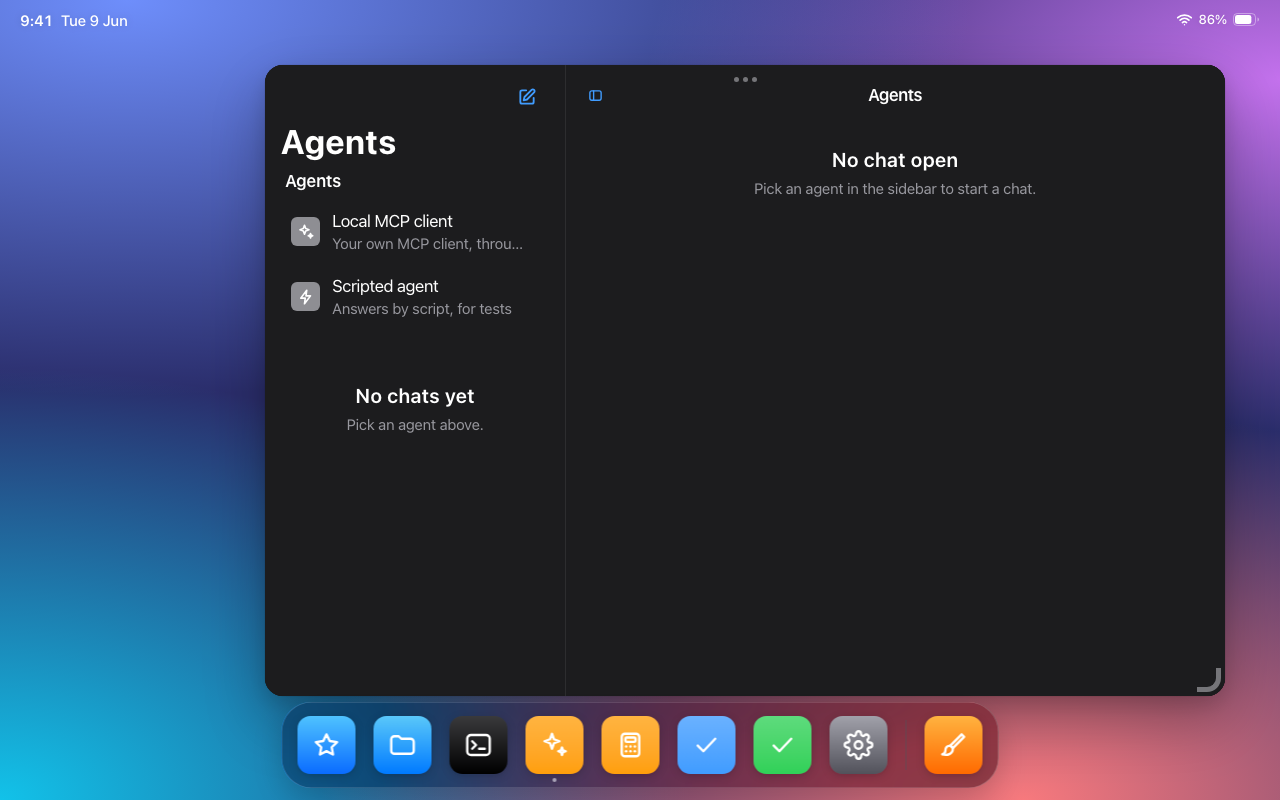 9:41 Tue 9 Jun
86%
Agents
Agents
Local MCP client
Your own MCP client, throu...
Scripted agent
Answers by script, for tests
No chats yet
Pick an agent above.
Agents
No chat open
Pick an agent in the sidebar to start a chat.